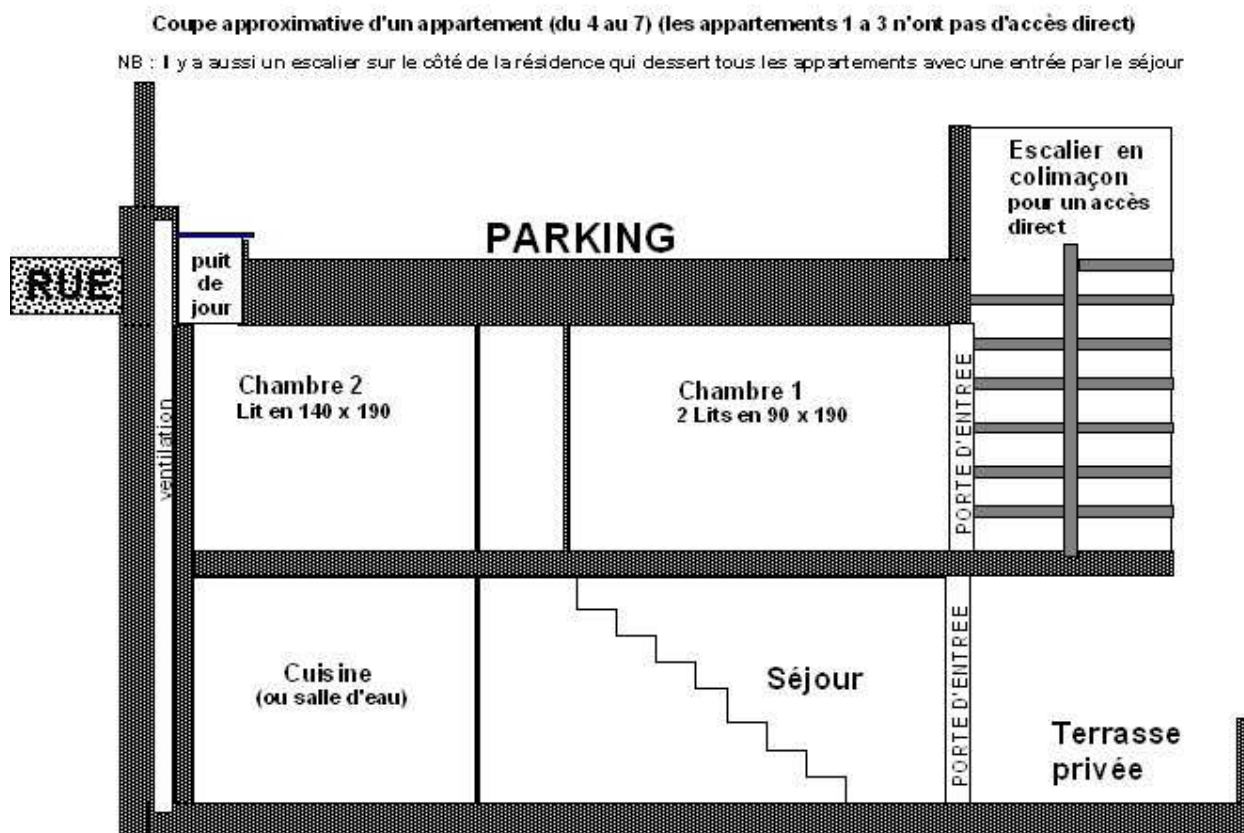 Coupe approximative d'un appartement (du 4 au 7) (les appartements 1 a 3 n'ont pas d'accès direct)
NB : Il y a aussi un escalier sur le côté de la résidence qui dessert tous les appartements avec une entrée par le séjour
Escalier en
colimaçon
pour un accès
direct
PARKING
RUE
puit
de
jour
ventilation
Chambre 2
Lit en 140 x 190
Chambre 1
2 Lits en 90 x 190
PORTE D'ENTREE
Cuisine
(ou salle d'eau)
Séjour
PORTE D'ENTREE
Terrasse
privée